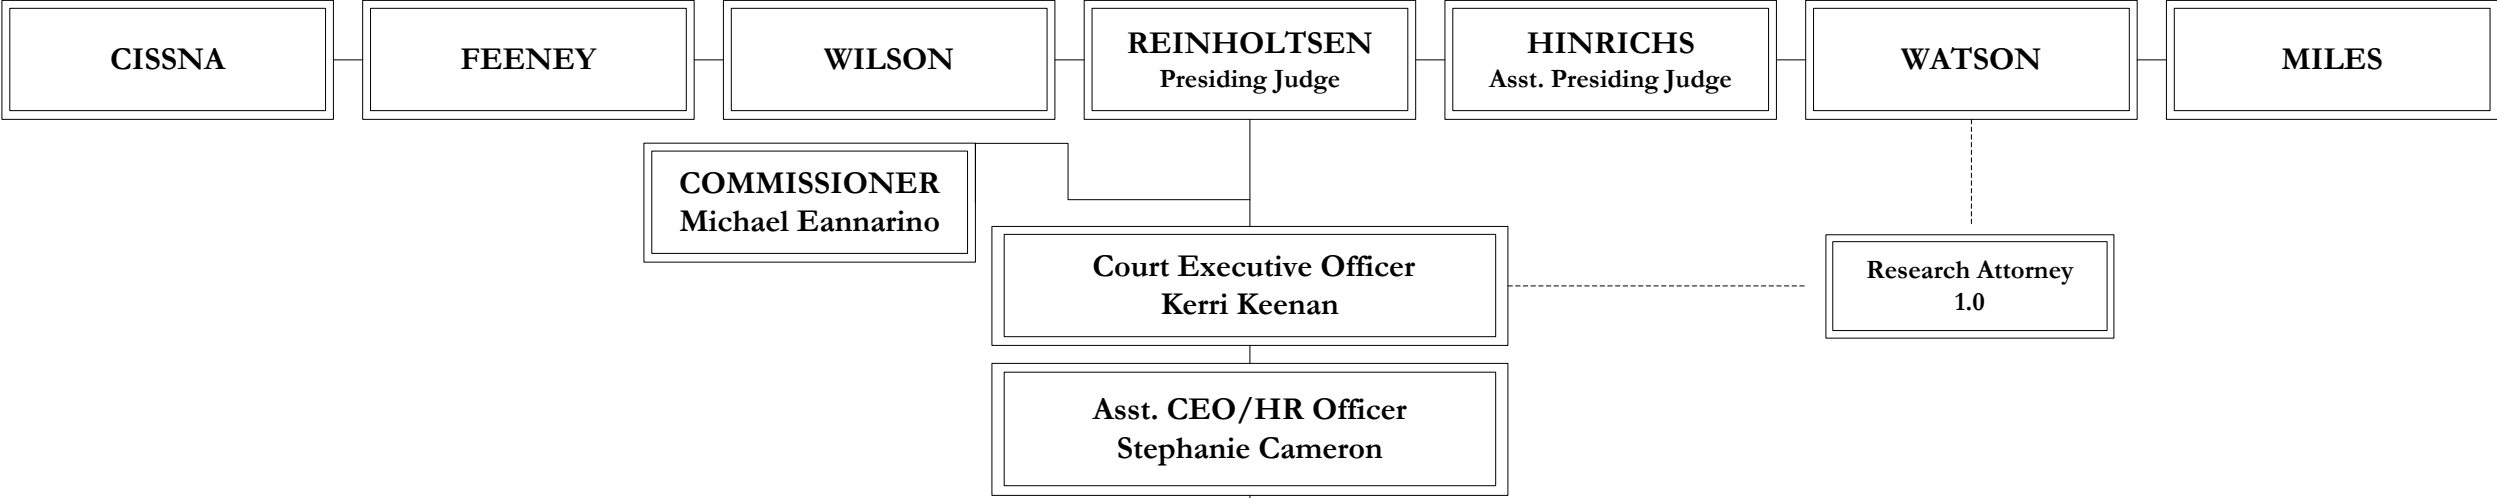 CISSNA
FEENEY
WILSON
REINHOLTSEN
Presiding Judge
HINRICHS
Asst. Presiding Judge
WATSON
MILES
COMMISSIONER
Michael Eannarino
Court Executive Officer
Kerri Keenan
Research Attorney
1.0
Asst. CEO/HR Officer
Stephanie Cameron